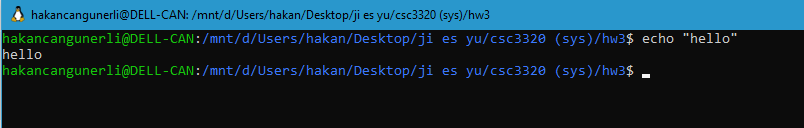 hakancangunerli@DELL-CAN: /mnt/d/Users/hakan/Desktop/ji es yu/csc3320 (sys)/hw3
hakancangunerli@DELL-CAN:/mnt/d/Users/hakan/Desktop/ji es yu/csc3320 (sys)/hw3$ echo "hello"
hello
hakancangunerli@DELL-CAN:/mnt/d/Users/hakan/Desktop/ji es yu/csc3320 (sys)/hw3$